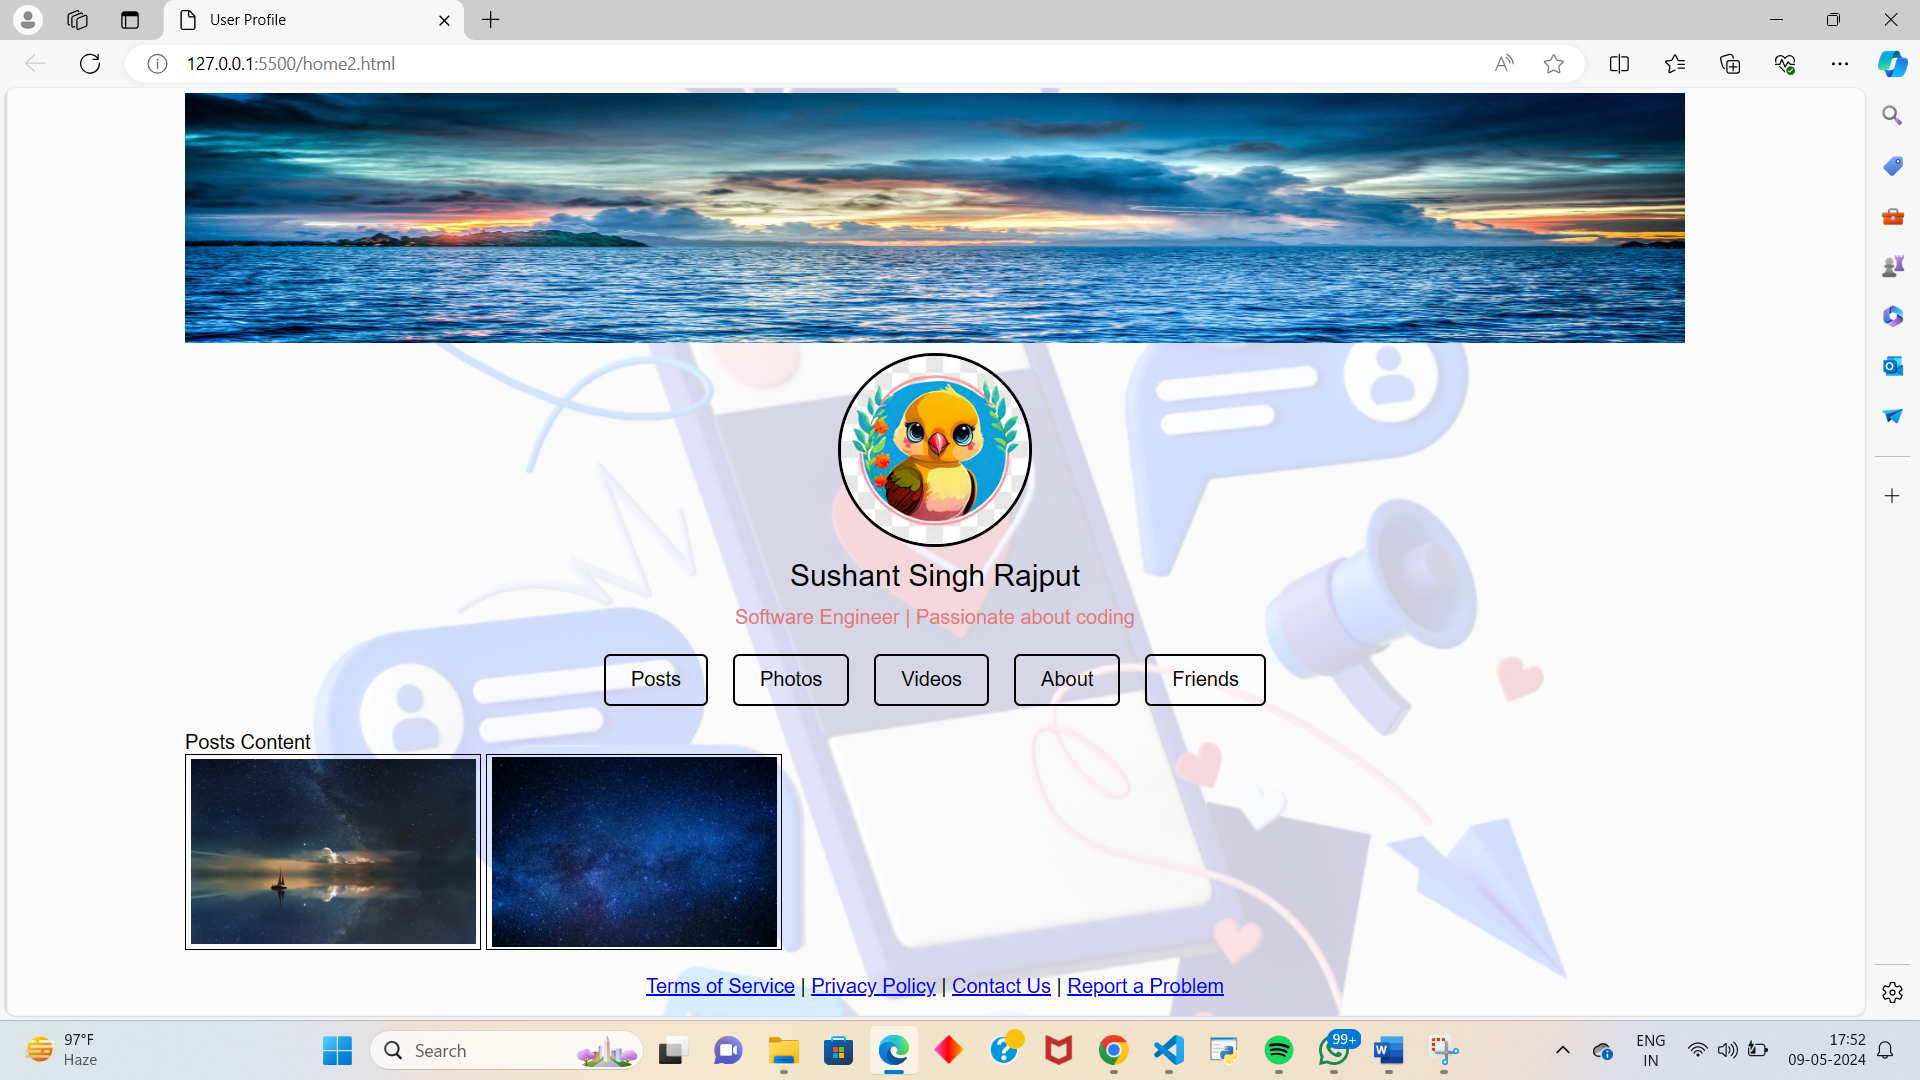 User Profile
127.0.0.1:5500/home2.html
Sushant Singh Rajput
Software Engineer | Passionate about coding
Posts Photos Videos About Friends
Posts Content
Terms of Service | Privacy Policy | Contact Us | Report a Problem
97°F
Haze
Search
99+
ENG
IN
17:52
09-05-2024